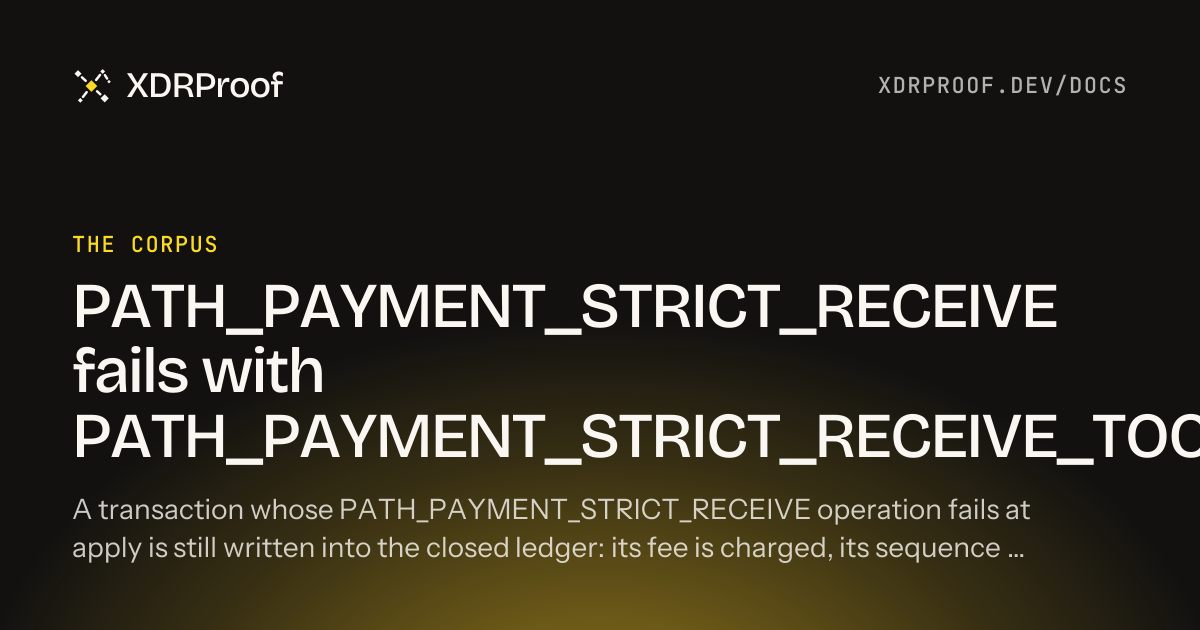 XDRProof
XDRPROOF.DEV/DOCS
THE CORPUS
PATH_PAYMENT_STRICT_RECEIVE
fails with
PATH_PAYMENT_STRICT_RECEIVE_TOO
A transaction whose PATH_PAYMENT_STRICT_RECEIVE operation fails at
apply is still written into the closed ledger: its fee is charged, its sequence ...